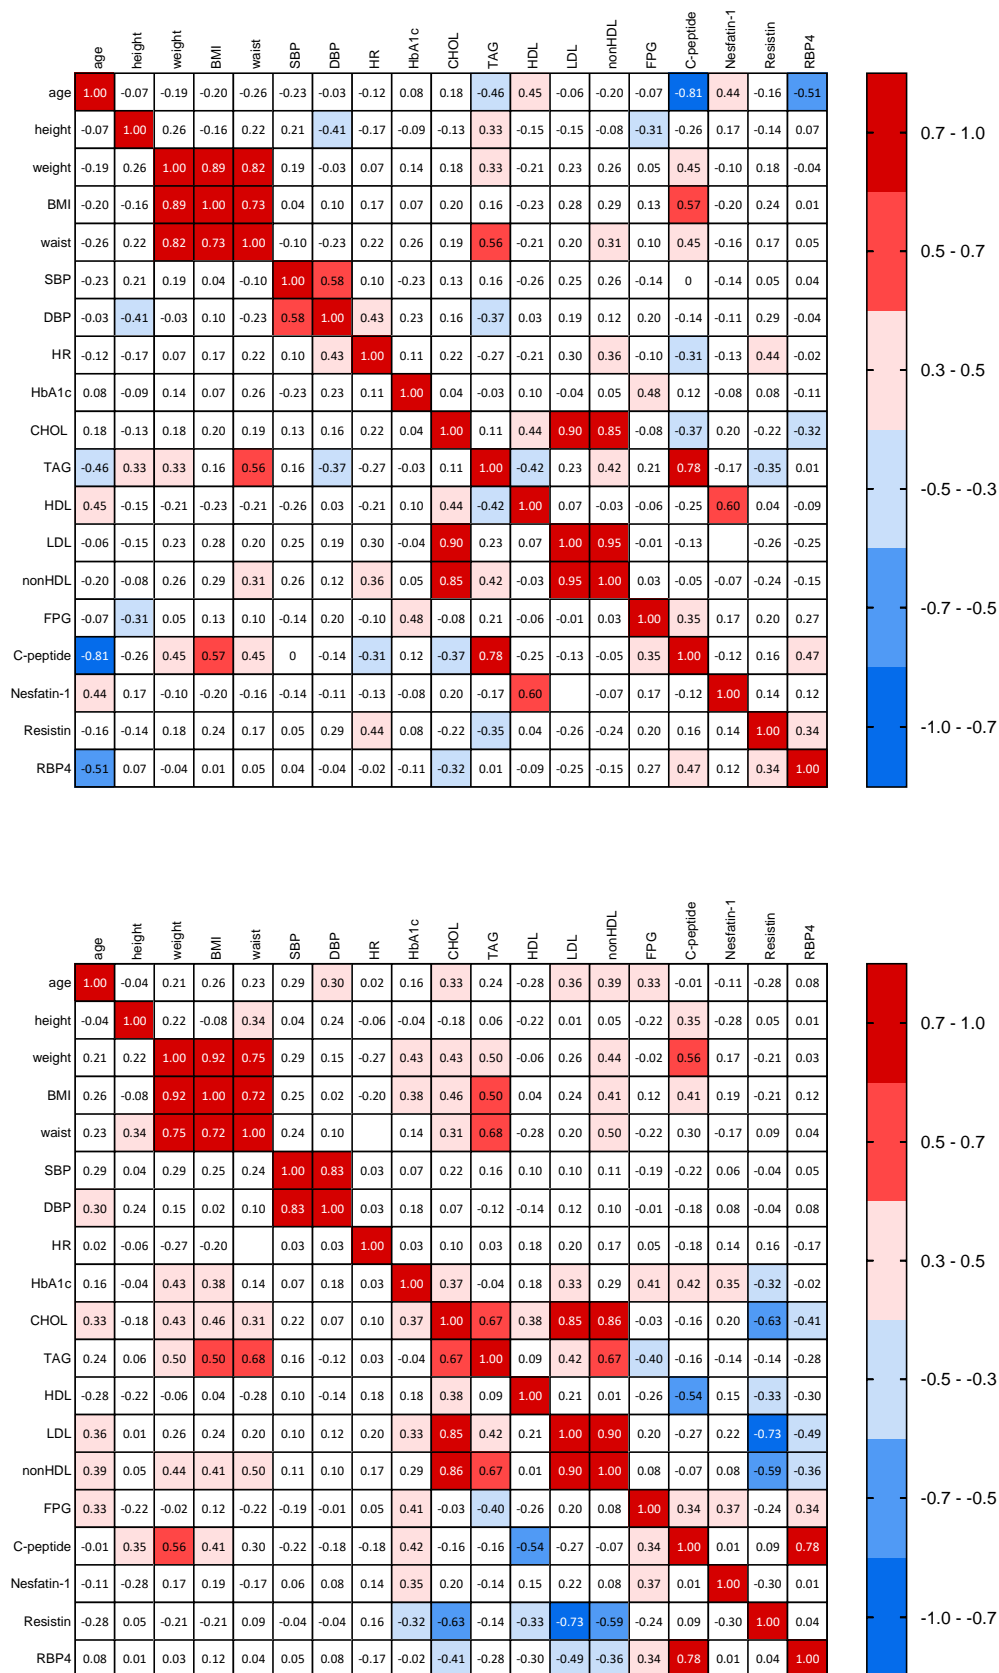 age height weight BMI waist SBP DBP HR HbA1c CHOL TAG HDL LDL nonHDL FPG C-peptide Nesfatin-1 Resistin RBP4
age 1.00 -0.07 -0.19 -0.20 -0.26 -0.23 -0.03 -0.12 0.08 0.18 -0.46 0.45 -0.06 -0.20 -0.07 -0.81 0.44 -0.16 -0.51
height -0.07 1.00 0.26 -0.16 0.22 0.21 -0.41 -0.17 -0.09 -0.13 0.33 -0.15 -0.15 -0.08 -0.31 -0.26 0.17 -0.14 0.07
weight -0.19 0.26 1.00 0.89 0.82 0.19 -0.03 0.07 0.14 0.18 0.33 -0.21 0.23 0.26 0.05 0.45 -0.10 0.18 -0.04
BMI -0.20 -0.16 0.89 1.00 0.73 0.04 0.10 0.17 0.07 0.20 0.16 -0.23 0.28 0.29 0.13 0.57 -0.20 0.24 0.01
waist -0.26 0.22 0.82 0.73 1.00 -0.10 -0.23 0.22 0.26 0.19 0.56 -0.21 0.20 0.31 0.10 0.45 -0.16 0.17 0.05
SBP -0.23 0.21 0.19 0.04 -0.10 1.00 0.58 0.10 -0.23 0.13 0.16 -0.26 0.25 0.26 -0.14 0 -0.14 0.05 0.04
DBP -0.03 -0.41 -0.03 0.10 -0.23 0.58 1.00 0.43 0.23 0.16 -0.37 0.03 0.19 0.12 0.20 -0.14 -0.11 0.29 -0.04
HR -0.12 -0.17 0.07 0.17 0.22 0.10 0.43 1.00 0.11 0.22 -0.27 -0.21 0.30 0.36 -0.10 -0.31 -0.13 0.44 -0.02
HbA1c 0.08 -0.09 0.14 0.07 0.26 -0.23 0.23 0.11 1.00 0.04 -0.03 0.10 -0.04 0.05 0.48 0.12 -0.08 0.08 -0.11
CHOL 0.18 -0.13 0.18 0.20 0.19 0.13 0.16 0.22 0.04 1.00 0.11 0.44 0.90 0.85 -0.08 -0.37 0.20 -0.22 -0.32
TAG -0.46 0.33 0.33 0.16 0.56 0.16 -0.37 -0.27 -0.03 0.11 1.00 -0.42 0.23 0.42 0.21 0.78 -0.17 -0.35 0.01
HDL 0.45 -0.15 -0.21 -0.23 -0.21 -0.26 0.03 -0.21 0.10 0.44 -0.42 1.00 0.07 -0.03 -0.06 -0.25 0.60 0.04 -0.09
LDL -0.06 -0.15 0.23 0.28 0.20 0.25 0.19 0.30 -0.04 0.90 0.23 0.07 1.00 0.95 -0.01 -0.13 -0.26 -0.25
nonHDL -0.20 -0.08 0.26 0.29 0.31 0.26 0.12 0.36 0.05 0.85 0.42 -0.03 0.95 1.00 0.03 -0.05 -0.07 -0.24 -0.15
FPG -0.07 -0.31 0.05 0.13 0.10 -0.14 0.20 -0.10 0.48 -0.08 0.21 -0.06 -0.01 0.03 1.00 0.35 0.17 0.20 0.27
C-peptide -0.81 -0.26 0.45 0.57 0.45 0 -0.14 -0.31 0.12 -0.37 0.78 -0.25 -0.13 -0.05 0.35 1.00 -0.12 0.16 0.47
Nesfatin-1 0.44 0.17 -0.10 -0.20 -0.16 -0.14 -0.11 -0.13 -0.08 0.20 -0.17 0.60 -0.07 0.17 -0.12 1.00 0.14 0.12
Resistin -0.16 -0.14 0.18 0.24 0.17 0.05 0.29 0.44 0.08 -0.22 -0.35 0.04 -0.26 -0.24 0.20 0.16 0.14 1.00 0.34
RBP4 -0.51 0.07 -0.04 0.01 0.05 0.04 -0.04 -0.02 -0.11 -0.32 0.01 -0.09 -0.25 -0.15 0.27 0.47 0.12 0.34 1.00
0.7 - 1.0
0.5 - 0.7
0.3 - 0.5
-0.5 - -0.3
-0.7 - -0.5
-1.0 - -0.7
age height weight BMI waist SBP DBP HR HbA1c CHOL TAG HDL LDL nonHDL FPG C-peptide Nesfatin-1 Resistin RBP4
age 1.00 -0.04 0.21 0.26 0.23 0.29 0.30 0.02 0.16 0.33 0.24 -0.28 0.36 0.39 0.33 -0.01 -0.11 -0.28 0.08
height -0.04 1.00 0.22 -0.08 0.34 0.04 0.24 -0.06 -0.04 -0.18 0.06 -0.22 0.01 0.05 -0.22 0.35 -0.28 0.05 0.01
weight 0.21 0.22 1.00 0.92 0.75 0.29 0.15 -0.27 0.43 0.43 0.50 -0.06 0.26 0.44 -0.02 0.56 0.17 -0.21 0.03
BMI 0.26 -0.08 0.92 1.00 0.72 0.25 0.02 -0.20 0.38 0.46 0.50 0.04 0.24 0.41 0.12 0.41 0.19 -0.21 0.12
waist 0.23 0.34 0.75 0.72 1.00 0.24 0.10 0.14 0.31 0.68 -0.28 0.20 0.50 -0.22 0.30 -0.17 0.09 0.04
SBP 0.29 0.04 0.29 0.25 0.24 1.00 0.83 0.03 0.07 0.22 0.16 0.10 0.10 0.11 -0.19 -0.22 0.06 -0.04 0.05
DBP 0.30 0.24 0.15 0.02 0.10 0.83 1.00 0.03 0.18 0.07 -0.12 -0.14 0.12 0.10 -0.01 -0.18 0.08 -0.04 0.08
HR 0.02 -0.06 -0.27 -0.20 0.03 0.03 1.00 0.03 0.10 0.03 0.18 0.20 0.17 0.05 -0.18 0.14 0.16 -0.17
HbA1c 0.16 -0.04 0.43 0.38 0.14 0.07 0.18 0.03 1.00 0.37 -0.04 0.18 0.33 0.29 0.41 0.42 0.35 -0.32 -0.02
CHOL 0.33 -0.18 0.43 0.46 0.31 0.22 0.07 0.10 0.37 1.00 0.67 0.38 0.85 0.86 -0.03 -0.16 0.20 -0.63 -0.41
TAG 0.24 0.06 0.50 0.50 0.68 0.16 -0.12 0.03 -0.04 0.67 1.00 0.09 0.42 0.67 -0.40 -0.16 -0.14 -0.14 -0.28
HDL -0.28 -0.22 -0.06 0.04 -0.28 0.10 -0.14 0.18 0.18 0.38 0.09 1.00 0.21 0.01 -0.26 -0.54 0.15 -0.33 -0.30
LDL 0.36 0.01 0.26 0.24 0.20 0.10 0.12 0.20 0.33 0.85 0.42 0.21 1.00 0.90 0.20 -0.27 0.22 -0.73 -0.49
nonHDL 0.39 0.05 0.44 0.41 0.50 0.11 0.10 0.17 0.29 0.86 0.67 0.01 0.90 1.00 0.08 -0.07 0.08 -0.59 -0.36
FPG 0.33 -0.22 -0.02 0.12 -0.22 -0.19 -0.01 0.05 0.41 -0.03 -0.40 -0.26 0.20 0.08 1.00 0.34 0.37 -0.24 0.34
C-peptide -0.01 0.35 0.56 0.41 0.30 -0.22 -0.18 -0.18 0.42 -0.16 -0.16 -0.54 -0.27 -0.07 0.34 1.00 0.01 0.09 0.78
Nesfatin-1 -0.11 -0.28 0.17 0.19 -0.17 0.06 0.08 0.14 0.35 0.20 -0.14 0.15 0.22 0.08 0.37 0.01 1.00 -0.30 0.01
Resistin -0.28 0.05 -0.21 -0.21 0.09 -0.04 -0.04 0.16 -0.32 -0.63 -0.14 -0.33 -0.73 -0.59 -0.24 0.09 -0.30 1.00 0.04
RBP4 0.08 0.01 0.03 0.12 0.04 0.05 0.08 -0.17 -0.02 -0.41 -0.28 -0.30 -0.49 -0.36 0.34 0.78 0.01 0.04 1.00
0.7 - 1.0
0.5 - 0.7
0.3 - 0.5
-0.5 - -0.3
-0.7 - -0.5
-1.0 - -0.7